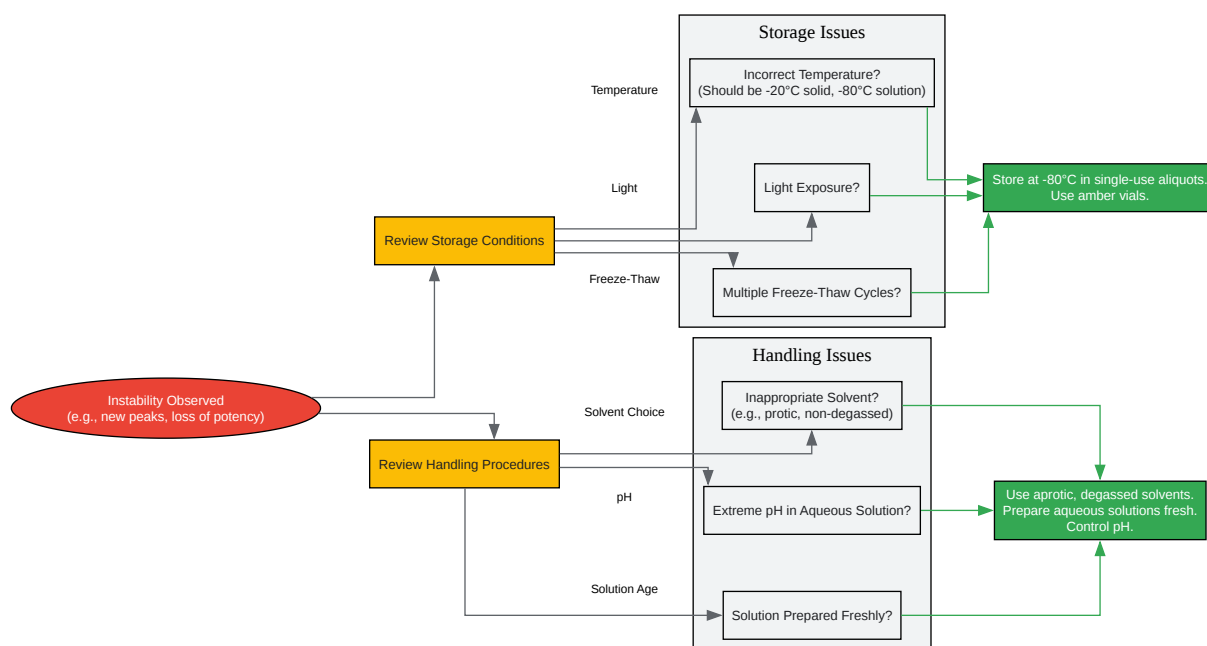 Storage Issues
Temperature
Incorrect Temperature?
(Should be -20°C solid, -80°C solution)
Light
Light Exposure?
Store at -80°C in single-use aliquots.
Use amber vials.
Review Storage Conditions
Freeze-Thaw
Multiple Freeze-Thaw Cycles?
Handling Issues
Instability Observed
(e.g., new peaks, loss of potency)
Solvent Choice
Inappropriate Solvent?
(e.g., protic, non-degassed)
Review Handling Procedures
pH
Extreme pH in Aqueous Solution?
Use aprotic, degassed solvents.
Prepare aqueous solutions fresh.
Control pH.
Solution Age
Solution Prepared Freshly?